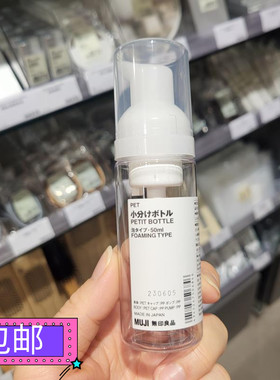 PET
小分けボトル
PETIT BOTTLE
泡タイプ・50ml
FOAMING TYPE
230605
MADE IN JAPAN
MUJI 無印良品
包邮